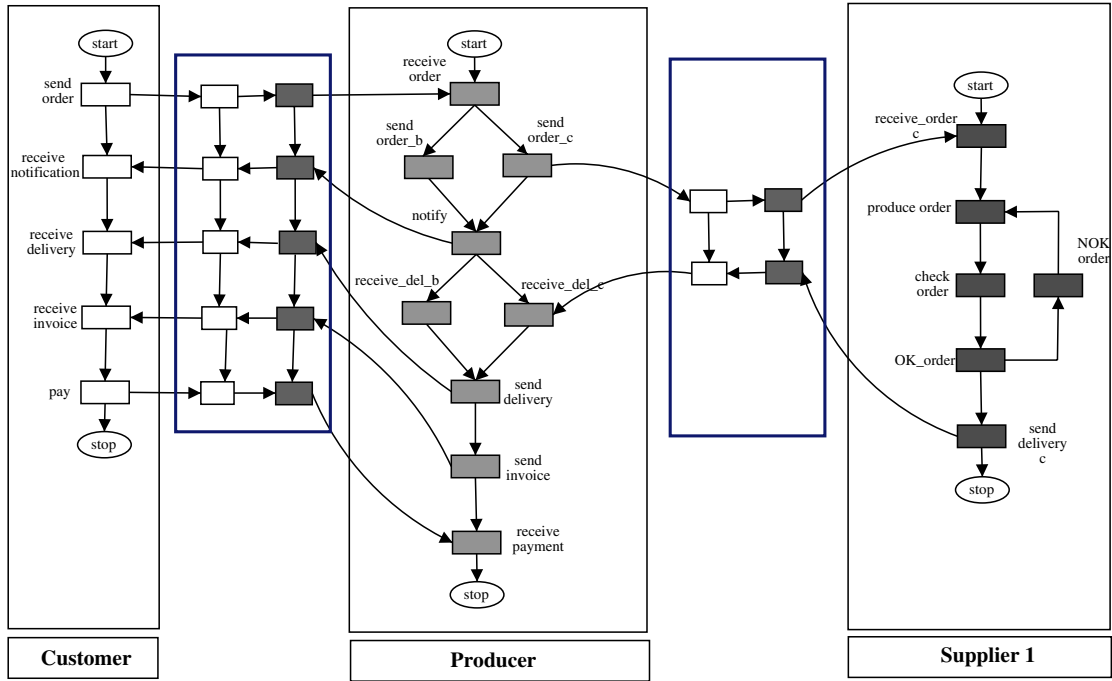 start
send
order
receive
notification
receive
delivery
receive
invoice
pay
stop
Customer
start
receive
order
send
order_b
send
order_c
notify
receive_del_b
receive_del_c
send
delivery
send
invoice
receive
payment
stop
Producer
start
receive_order
c
produce order
NOK
order
check
order
OK_order
send
delivery
c
stop
Supplier 1